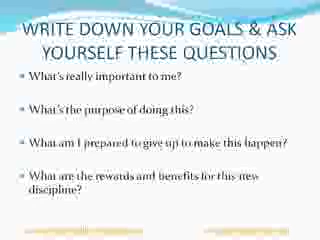 WRITE DOWN YOUR GOALS & ASK
YOURSELF THESE QUESTIONS
What's really important to me?
What's the purpose of doing this?
What am I prepared to give up to make this happen?
What are the rewards and benefits for this new
discipline?